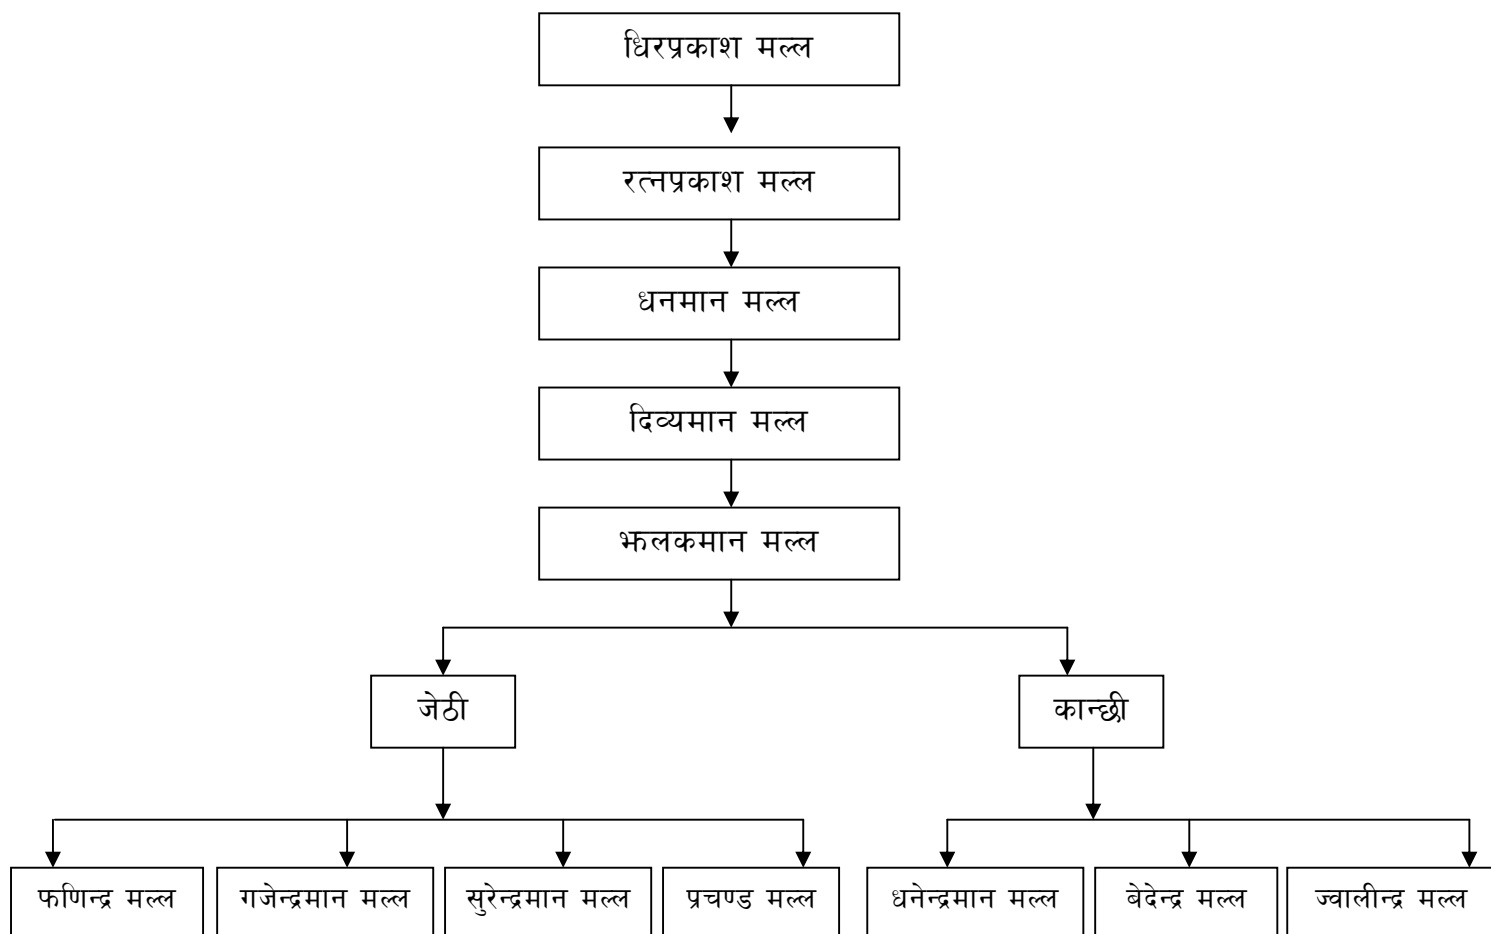 धिरप्रकाश मल्ल
रत्नप्रकाश मल्ल
धनमान मल्ल
दिव्यमान मल्ल
झलकमान मल्ल
जेठी
कान्छी
फणिन्द्र मल्ल
गजेन्द्रमान मल्ल
सुरेन्द्रमान मल्ल
प्रचण्ड मल्ल
धनेन्द्रमान मल्ल
बेदेन्द्र मल्ल
ज्वालीन्द्र मल्ल